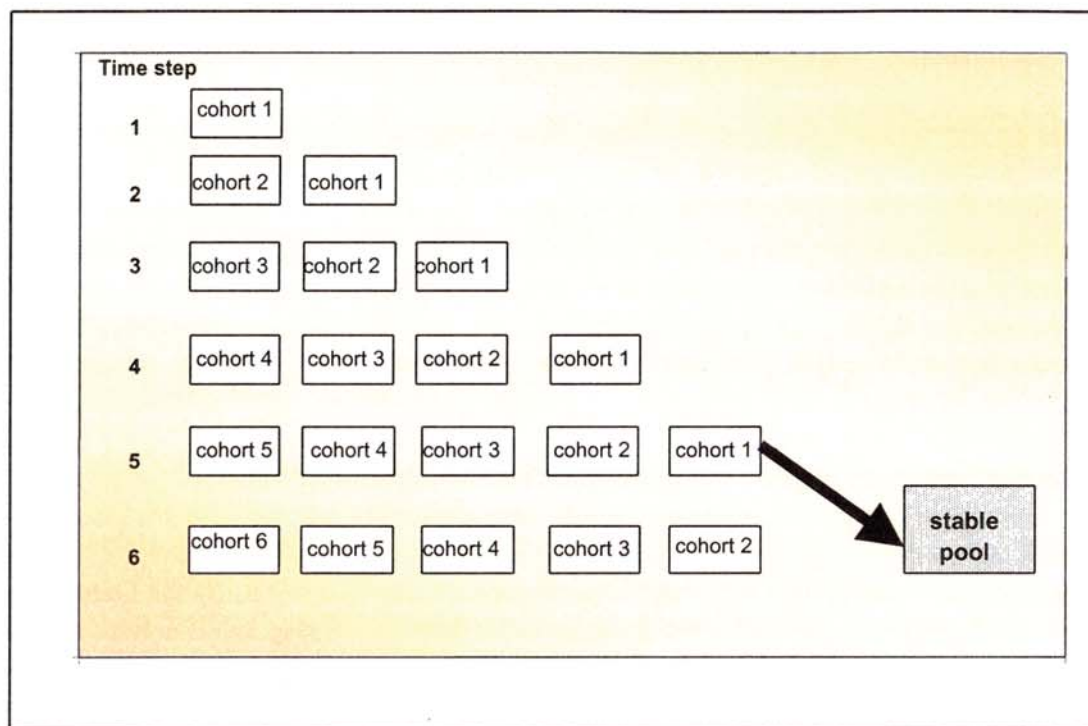 Time step
1 cohort 1
2 cohort 2 cohort 1
3 cohort 3 cohort 2 cohort 1
4 cohort 4 cohort 3 cohort 2 cohort 1
5 cohort 5 cohort 4 cohort 3 cohort 2 cohort 1
stable
pool
6 cohort 6 cohort 5 cohort 4 cohort 3 cohort 2